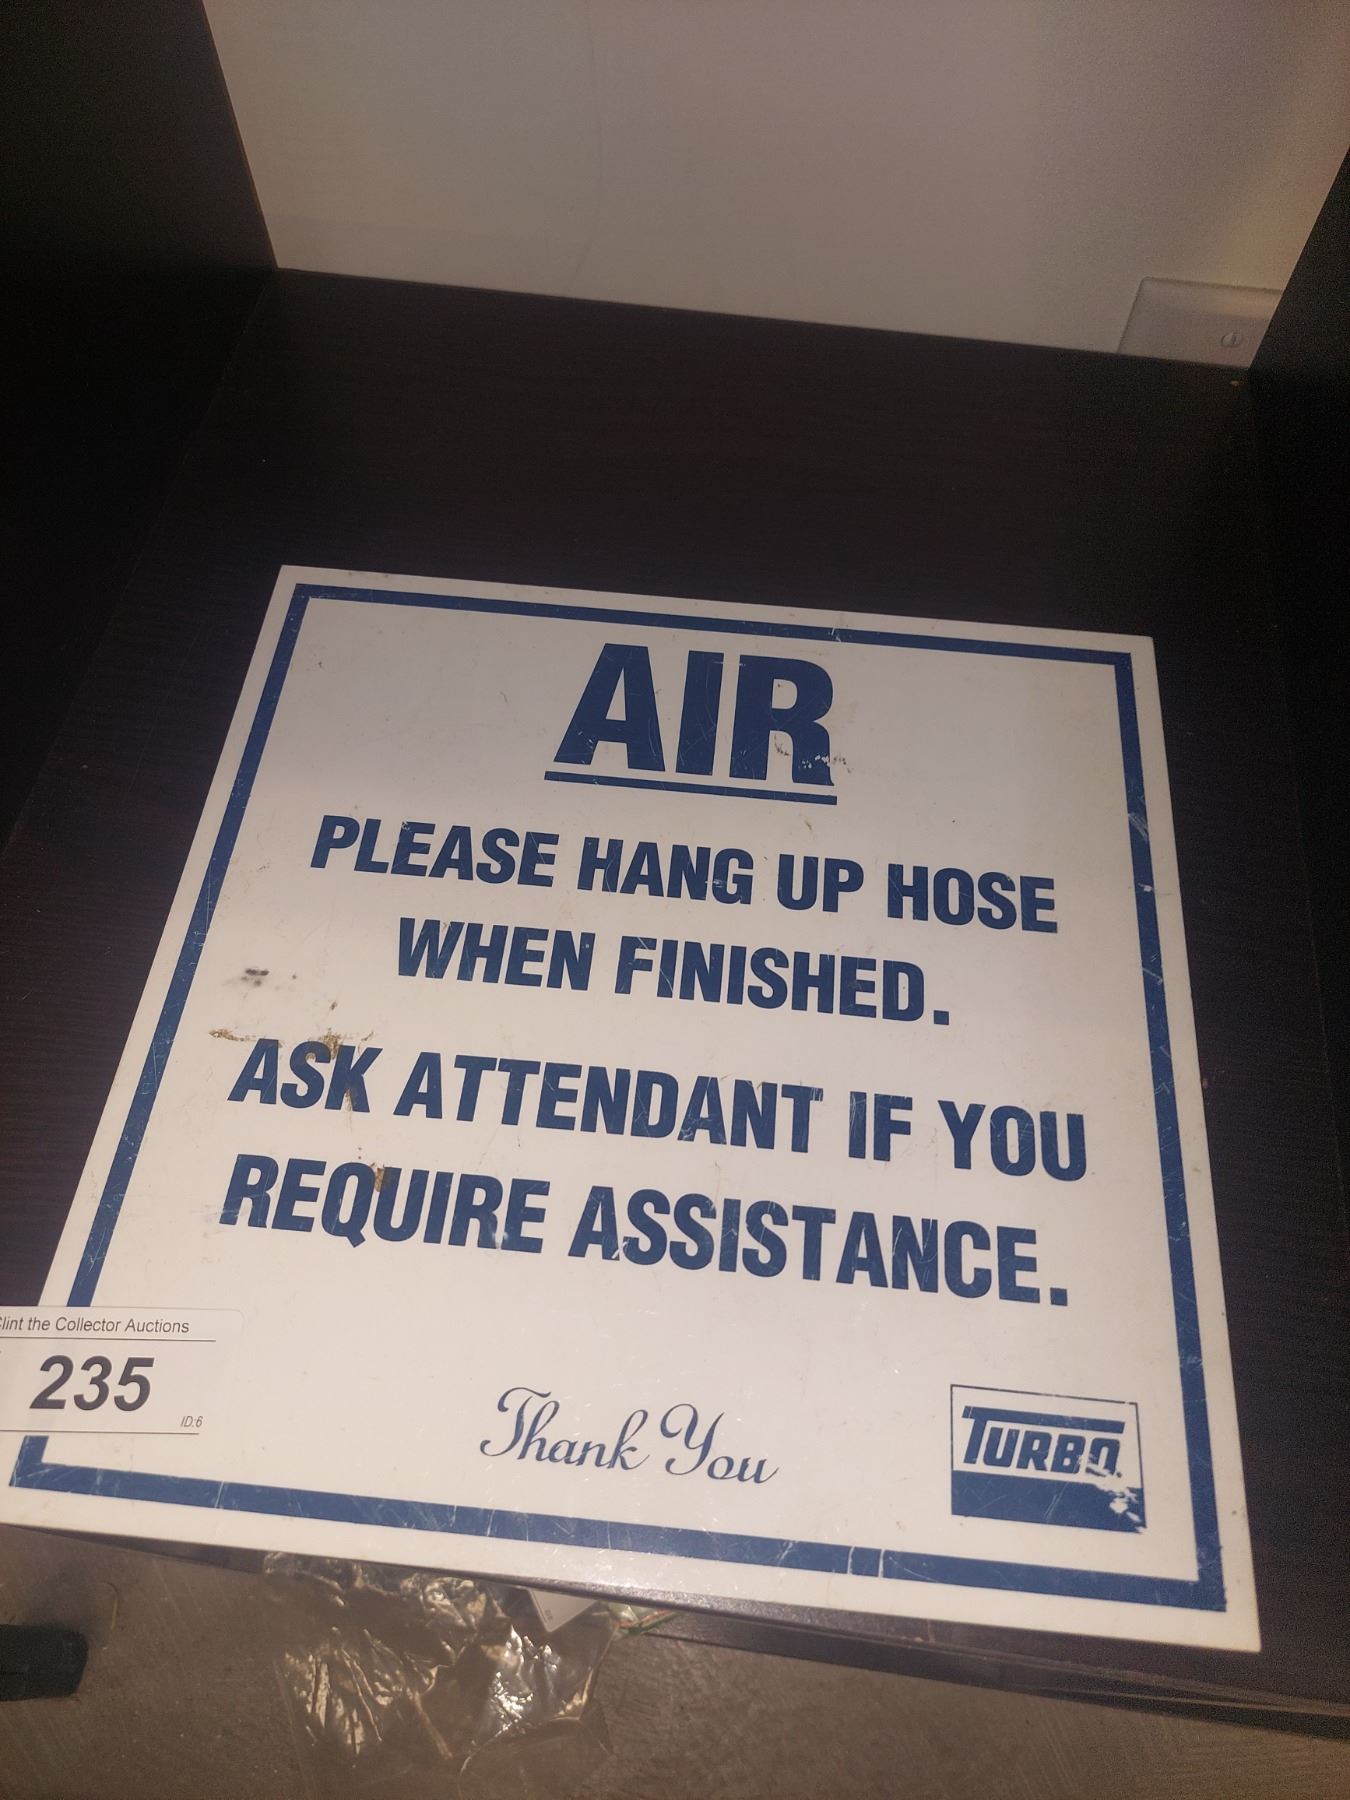 AIR
PLEASE HANG UP HOSE
WHEN FINISHED.
ASK ATTENDANT IF YOU
REQUIRE ASSISTANCE.
Thank You
TURBO
lint the Collector Auctions
235
ID:6